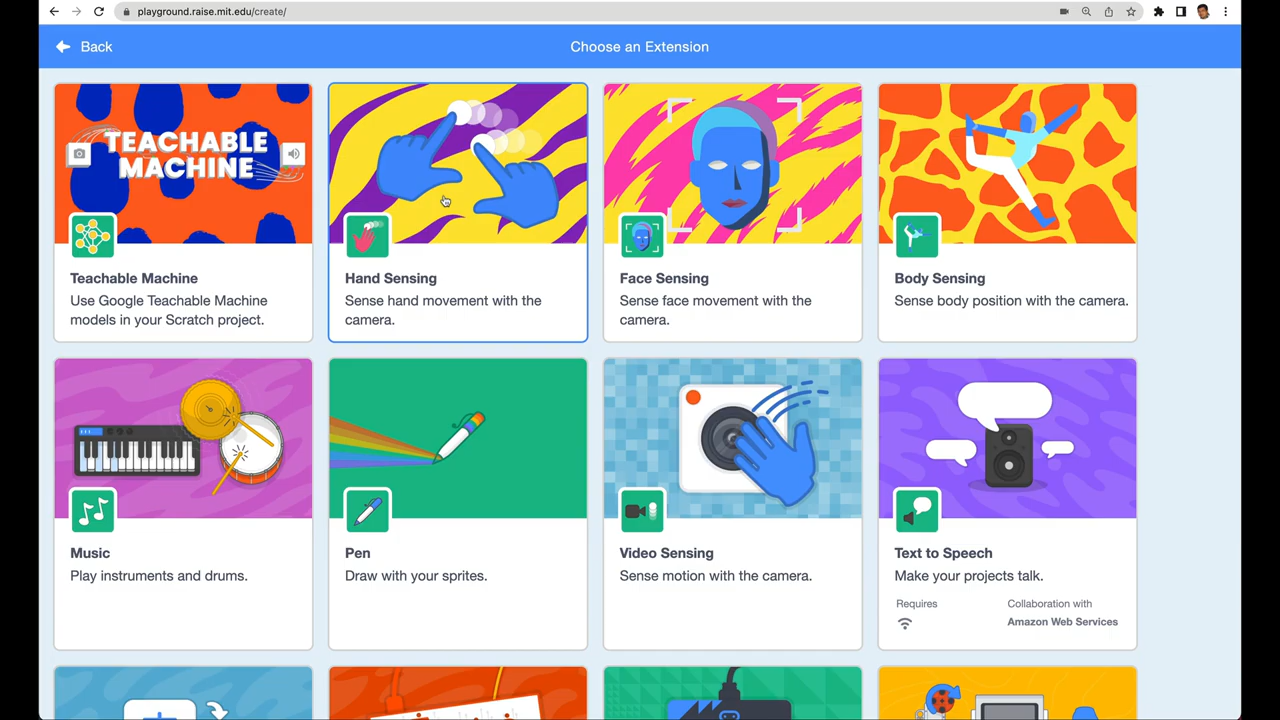 playground.raise.mit.edu/create/
Back
Choose an Extension
TEACHABLE
MACHINE
Teachable Machine
Use Google Teachable Machine
models in your Scratch project.
Hand Sensing
Sense hand movement with the
camera.
Face Sensing
Sense face movement with the
camera.
Body Sensing
Sense body position with the camera.
Music
Play instruments and drums.
Pen
Draw with your sprites.
Video Sensing
Sense motion with the camera.
Text to Speech
Make your projects talk.
Requires
Collaboration with
Amazon Web Services